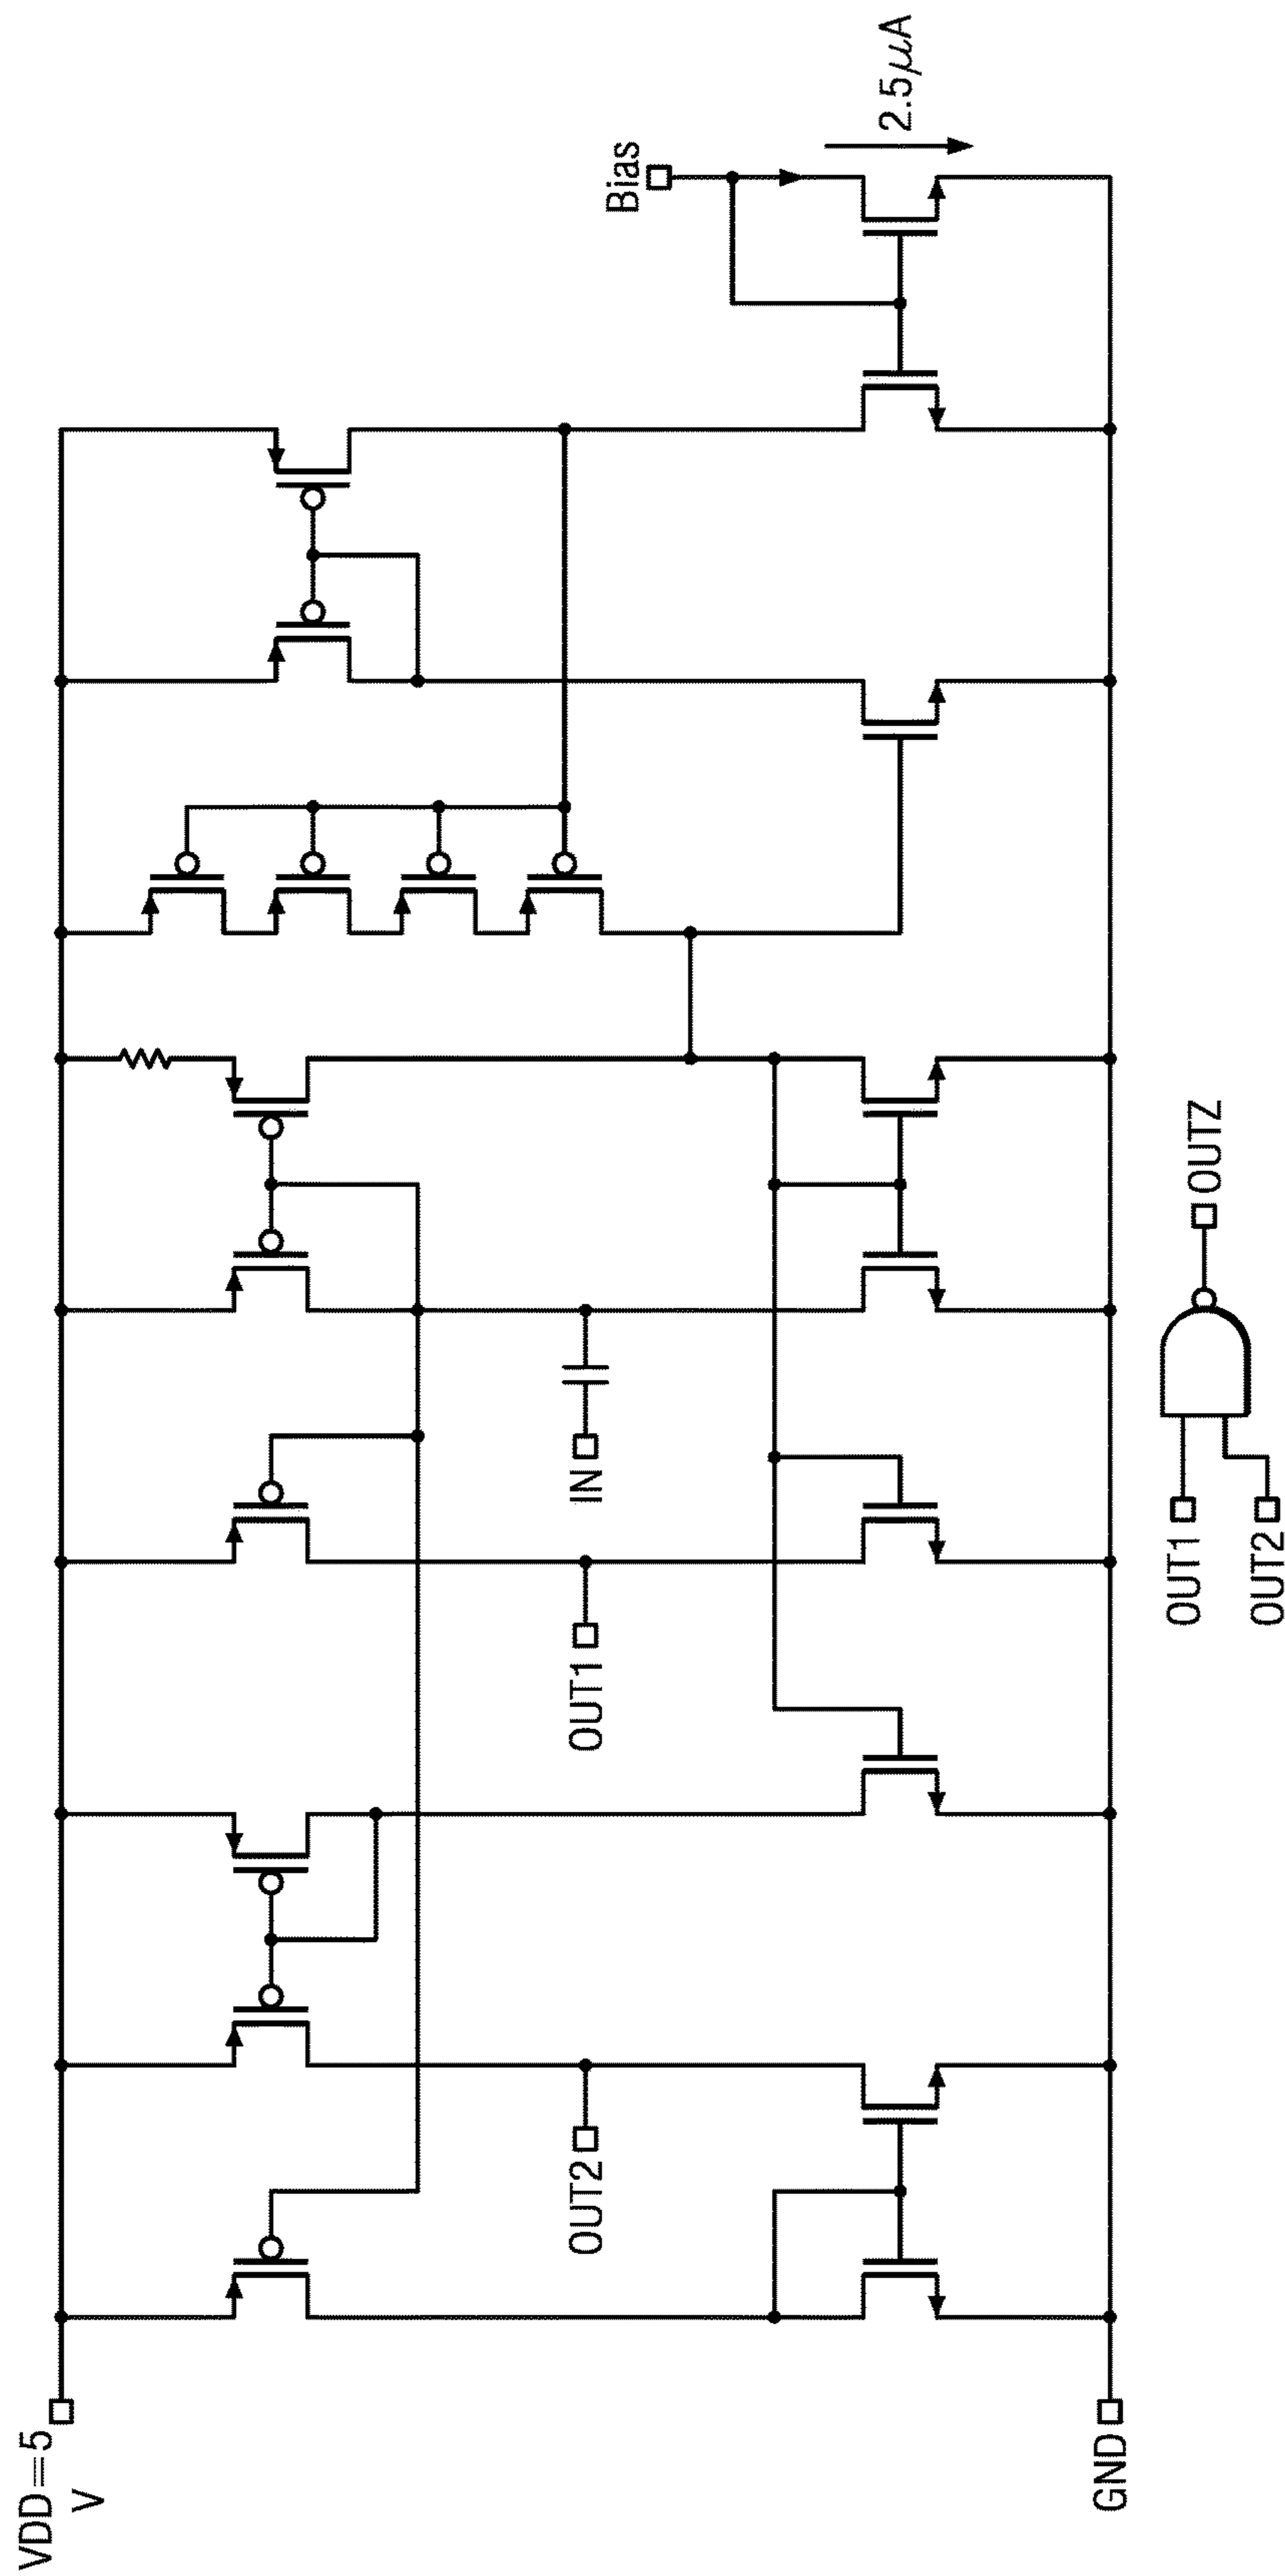 VDD=5
V
GND
OUT2
OUT1
IN
Bias
2.5μA
OUT1
OUT2
OUTZ